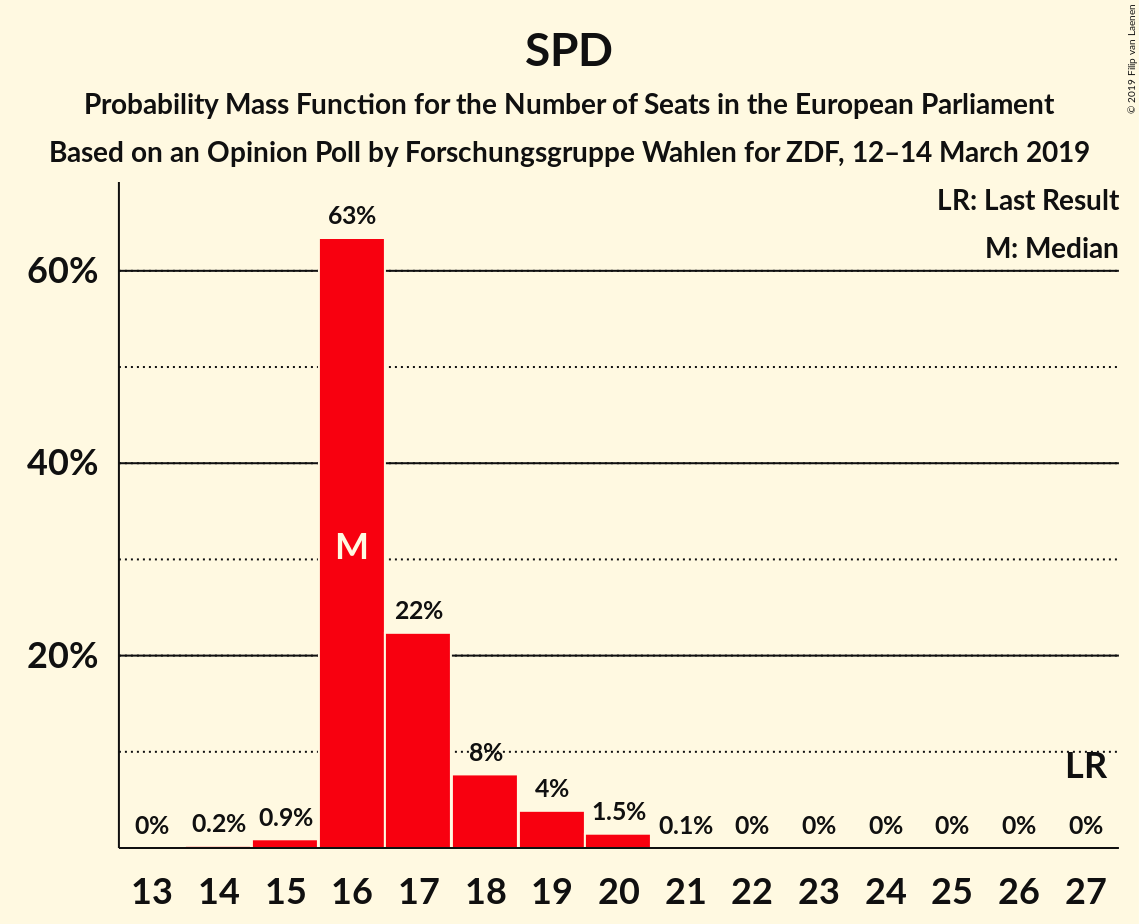 SPD
Probability Mass Function for the Number of Seats in the European Parliament
Based on an Opinion Poll by Forschungsgruppe Wahlen for ZDF, 12–14 March 2019
© 2019 Filip van Laenen
LR: Last Result
M: Median
63%
60%
40%
M
22%
20%
8%
LR
4%
1.5%
0.9%
0.2%
0%
0.1%
0%
0%
0%
0%
0%
0%
13 14 15 16 17 18 19 20 21 22 23 24 25 26 27